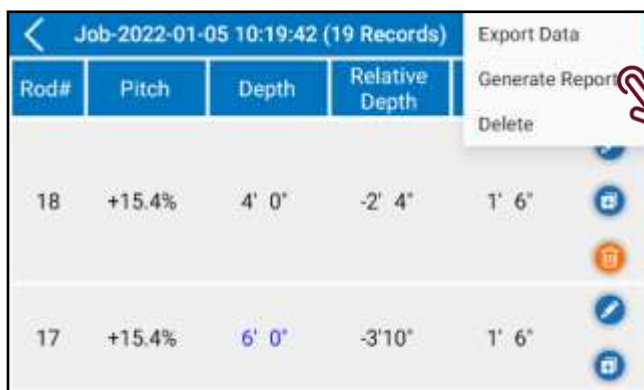 Job-2022-01-05 10:19:42 (19 Records)
Export Data
Generate Report
Delete
Rod# Pitch Depth Relative Depth
18 +15.4% 4' 0" -2' 4" 1' 6"
17 +15.4% 6' 0" -3'10" 1' 6"